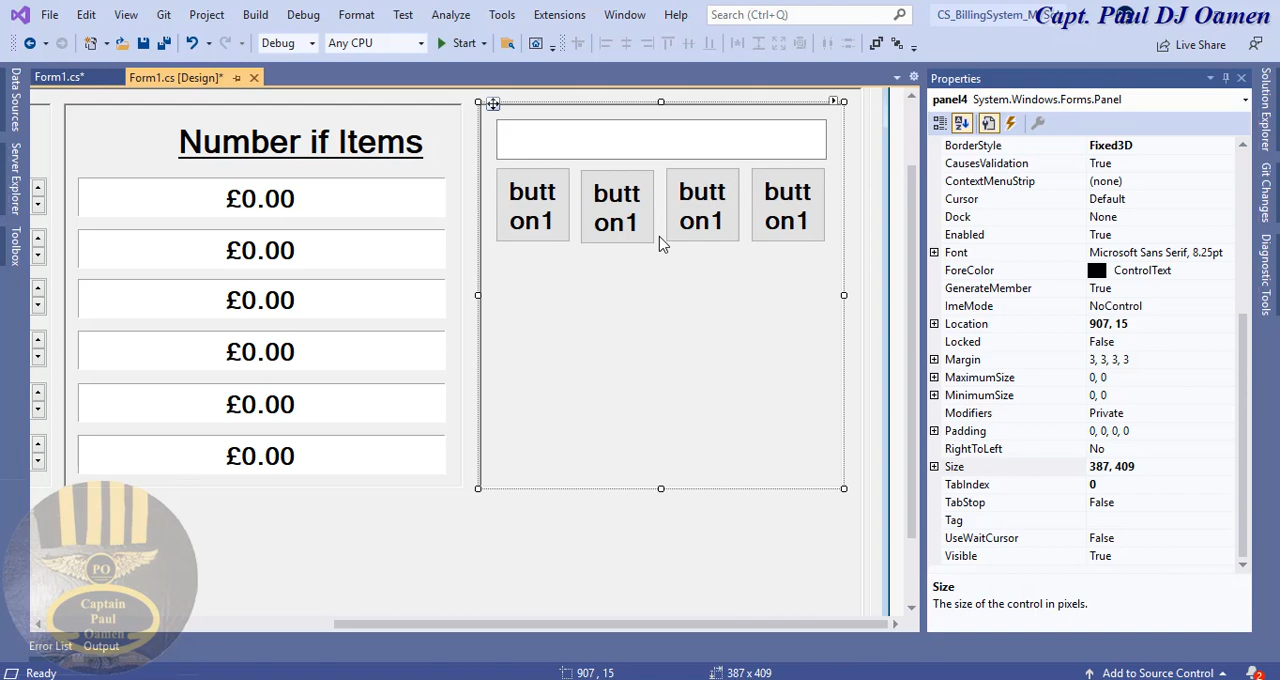 File Edit View Git Project Build Debug Format Test Analyze Tools Extensions Window Help Search (Ctrl+Q)
Capt. Paul DJ Oamen
Debug Any CPU Start Live Share
Form1.cs* Form1.cs [Design]*
Data Sources
Server Explorer
Toolbox
Number if Items
£0.00
£0.00
£0.00
£0.00
£0.00
£0.00
butt
on1
butt
on1
butt
on1
butt
on1
Properties
panel4 System.Windows.Forms.Panel
BorderStyle Fixed3D
CausesValidation True
ContextMenuStrip (none)
Cursor Default
Dock None
Enabled True
Font Microsoft Sans Serif, 8.25pt
ForeColor ControlText
GenerateMember True
ImeMode NoControl
Location 907, 15
Locked False
Margin 3, 3, 3, 3
MaximumSize 0, 0
MinimumSize 0, 0
Modifiers Private
Padding 0, 0, 0, 0
RightToLeft No
Size 387, 409
TabIndex 0
TabStop False
Tag
UseWaitCursor False
Visible True
Size
The size of the control in pixels.
Solution Explorer
Git Changes
Diagnostic Tools
PO
Captain
Paul
Oamen
Error List Output
Ready 907, 15 387 x 409 Add to Source Control 2